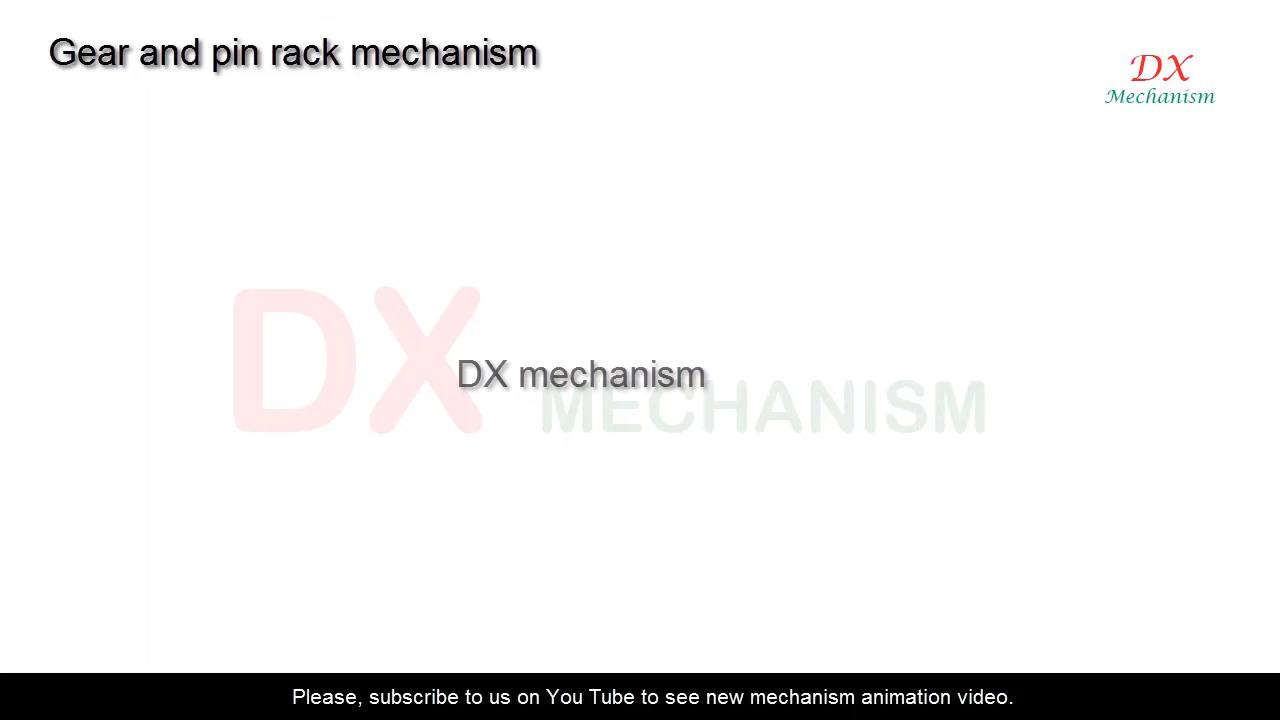 Gear and pin rack mechanism
DX
Mechanism
DX MECHANISM
DX mechanism
Please, subscribe to us on You Tube to see new mechanism animation video.